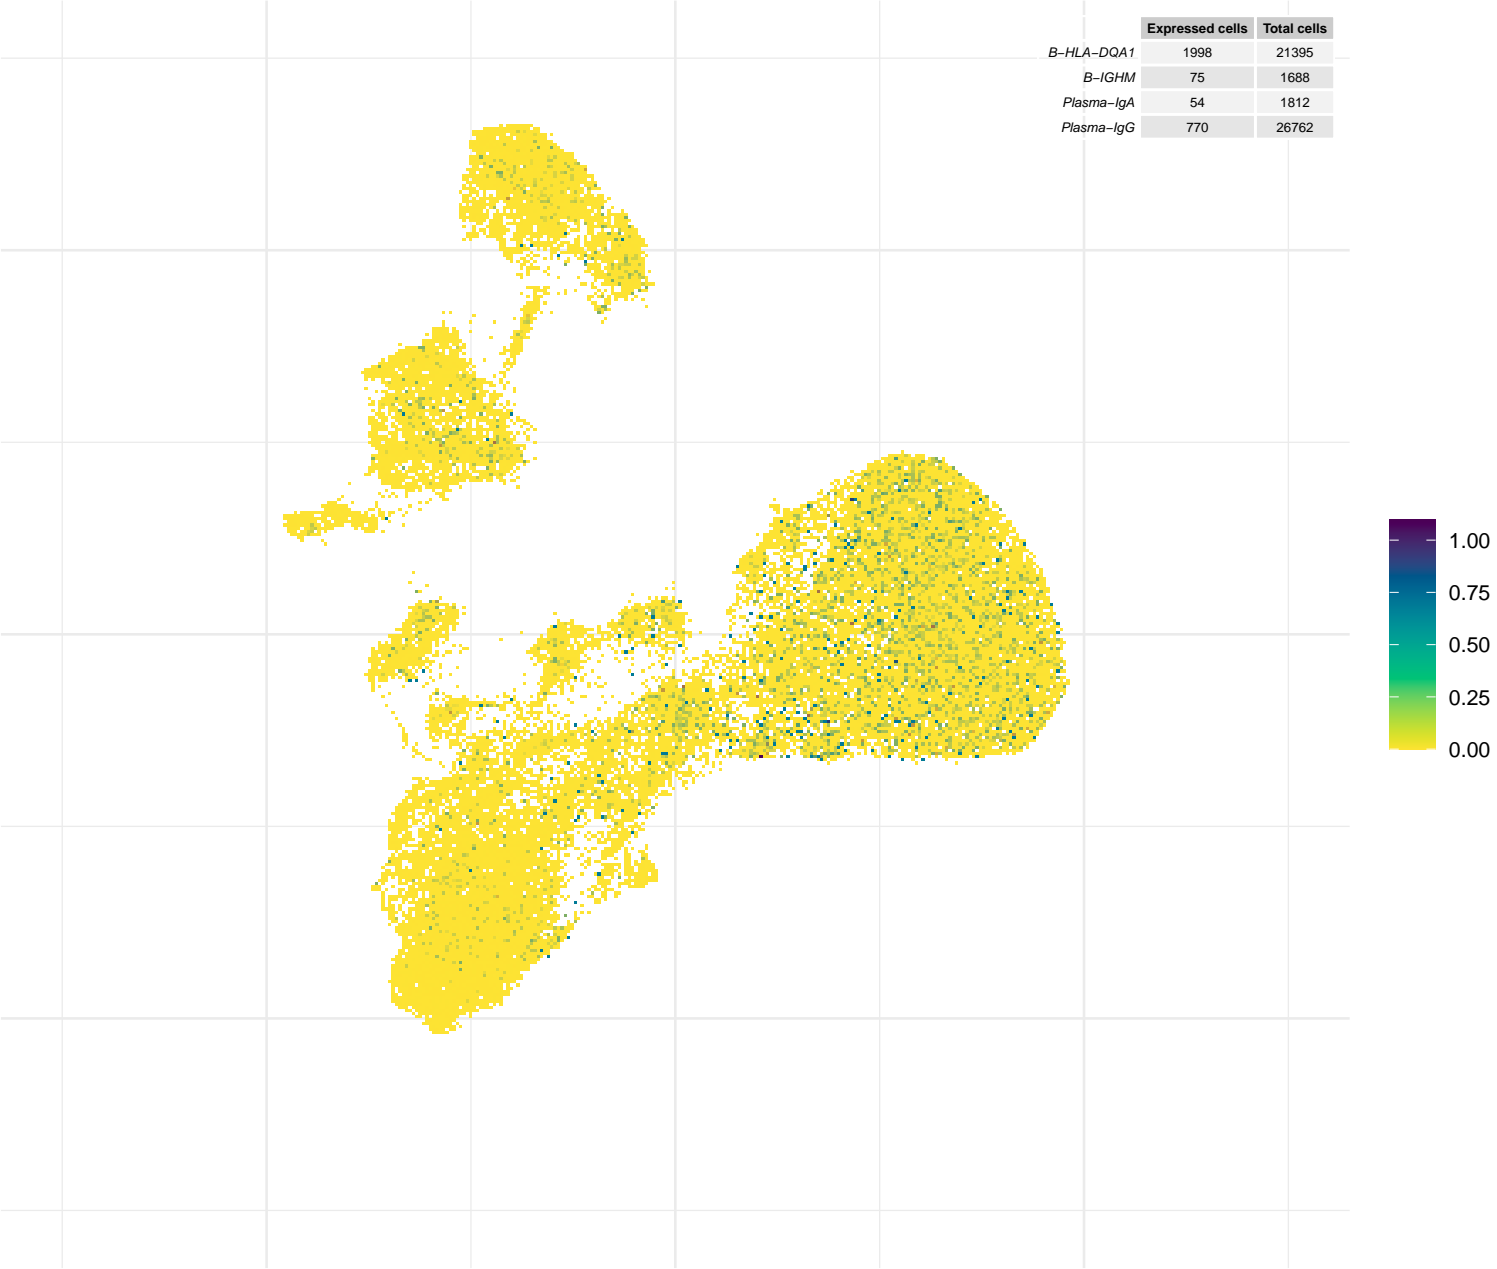 Expressed cells Total cells
B−HLA−DQA1 1998 21395
B−IGHM 75 1688
Plasma−IgA 54 1812
Plasma−IgG 770 26762
1.00
0.75
0.50
0.25
0.00